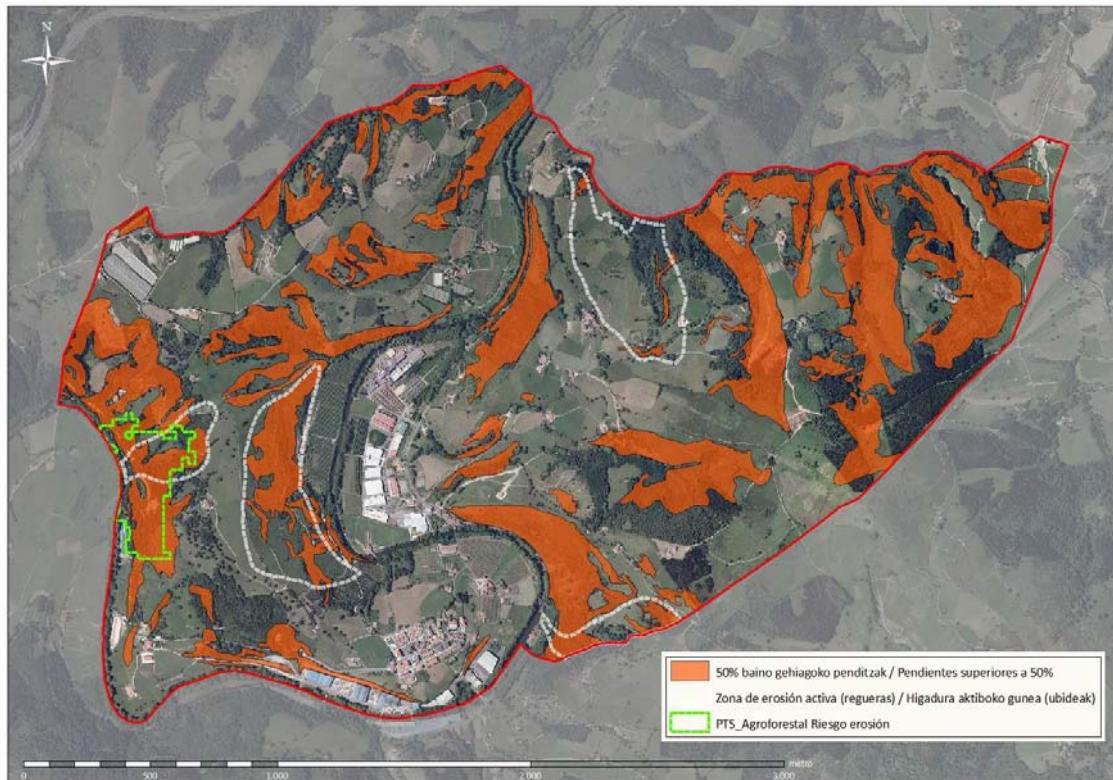 N
50% baino gehiagoko penditzak / Pendientes superiores a 50%
Zona de erosión activa (regueras) / Higadura aktiboko gunea (ubideak)
PTS_Agroforestal Riesgo erosión
0 500 1.000 2.000 3.000
metro